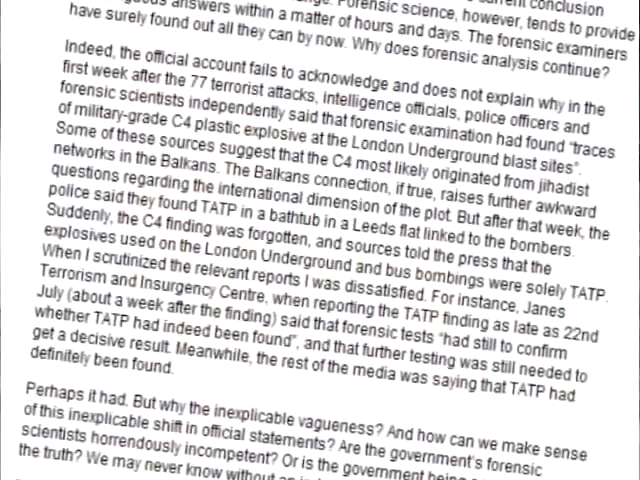 current conclusion
answers within a matter of hours and days. Forensic science, however, tends to provide
have surely found out all they can by now. Why does forensic analysis continue? The forensic examiners
Indeed, the official account fails to acknowledge and does not explain why in the
first week after the 77 terrorist attacks, intelligence officials, police officers and
forensic scientists independently said that forensic examination had found "traces
of military-grade C4 plastic explosive at the London Underground blast sites".
Some of these sources suggest that the C4 most likely originated from jihadist
networks in the Balkans. The Balkans connection, if true, raises further awkward
questions regarding the international dimension of the plot. But after that week, the
police said they found TATP in a bathtub in a Leeds flat linked to the bombers.
Suddenly, the C4 finding was forgotten, and sources told the press that the
explosives used on the London Underground and bus bombings were solely TATP.
When I scrutinized the relevant reports I was dissatisfied. For instance, Janes
Terrorism and Insurgency Centre, when reporting the TATP finding as late as 22nd
July (about a week after the finding) said that forensic tests "had still to confirm
whether TATP had indeed been found", and that further testing was still needed to
get a decisive result. Meanwhile, the rest of the media was saying that TATP had
definitely been found.
Perhaps it had. But why the inexplicable vagueness? And how can we make sense
of this inexplicable shift in official statements? Are the government's forensic
scientists horrendously incompetent? Or is the government being
the truth? We may never know without an